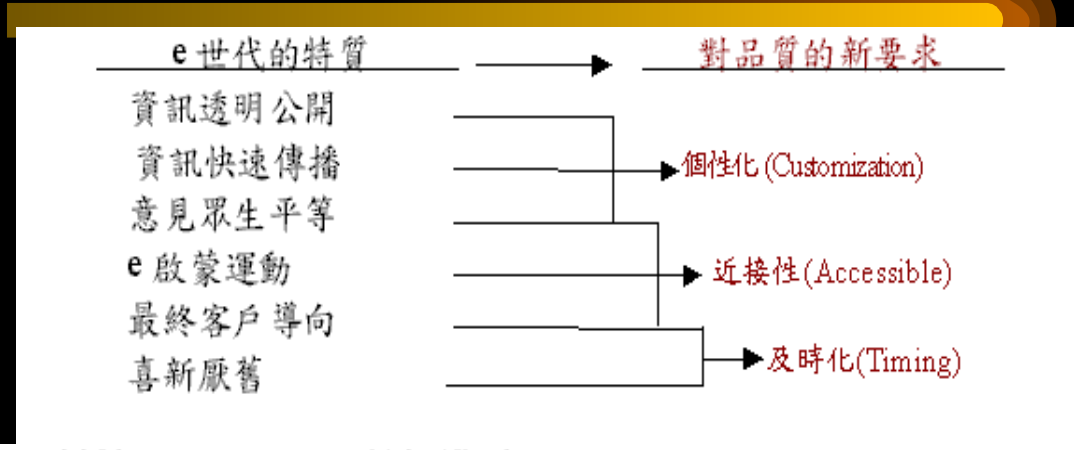 e 世代的特質 對品質的新要求
資訊透明公開
資訊快速傳播
個性化 (Customization)
意見眾生平等
e 啟蒙運動
近接性(Accessible)
最終客戶導向
喜新厭舊
及時化(Timing)